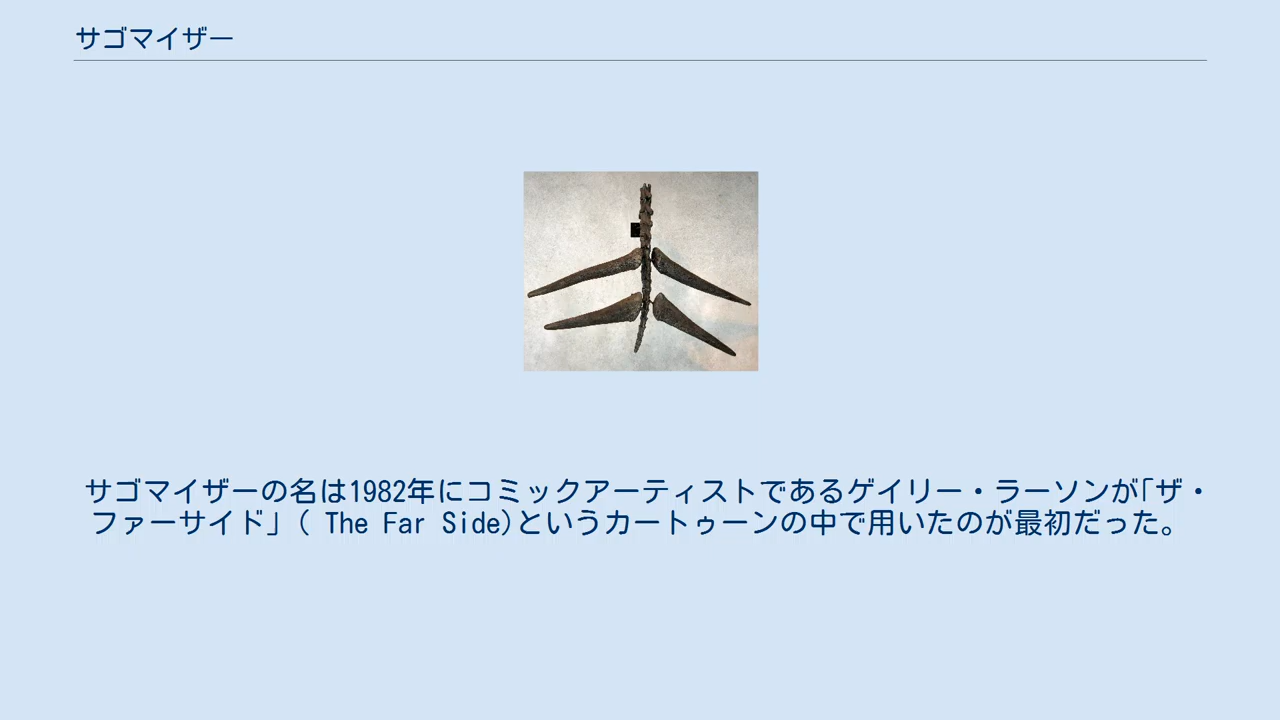 サゴマイザー
サゴマイザーの名は1982年にコミックアーティストであるゲイリー・ラーソンが「ザ・
ファーサイド」( The Far Side)というカートゥーンの中で用いたのが最初だった。